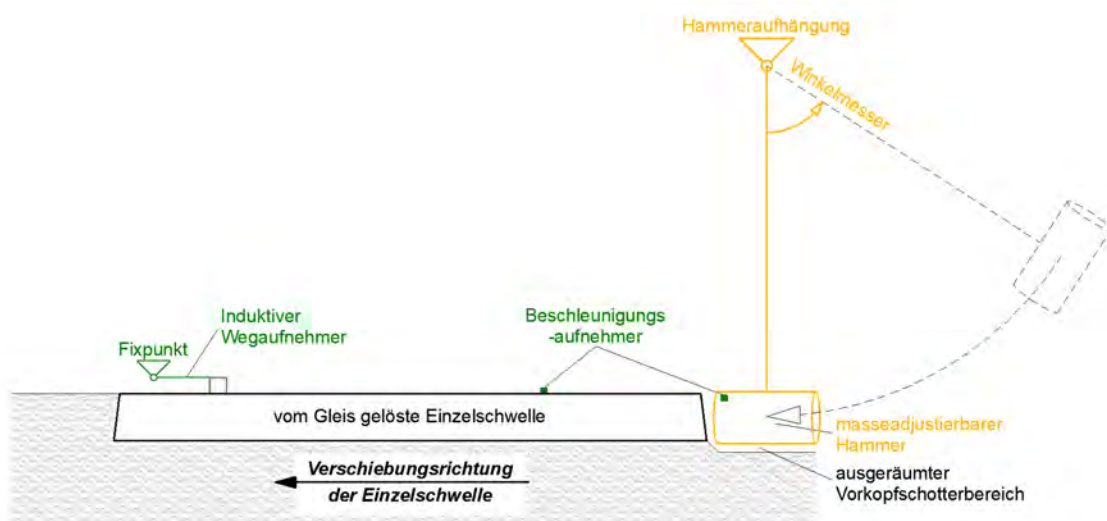 Hammeraufhängung
Winkelmesser
Induktiver
Wegaufnehmer
Fixpunkt
Beschleunigungs
-aufnehmer
vom Gleis gelöste Einzelschwelle
masseadjustierbarer
Hammer
ausgeräumter
Vorkopfschotterbereich
Verschiebungsrichtung
der Einzelschwelle